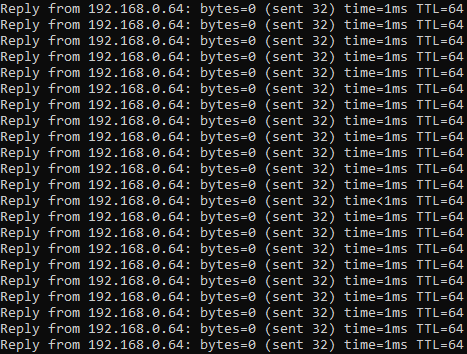 Reply from 192.168.0.64: bytes=0 (sent 32) time=1ms TTL=64
Reply from 192.168.0.64: bytes=0 (sent 32) time=1ms TTL=64
Reply from 192.168.0.64: bytes=0 (sent 32) time=1ms TTL=64
Reply from 192.168.0.64: bytes=0 (sent 32) time=1ms TTL=64
Reply from 192.168.0.64: bytes=0 (sent 32) time=1ms TTL=64
Reply from 192.168.0.64: bytes=0 (sent 32) time=1ms TTL=64
Reply from 192.168.0.64: bytes=0 (sent 32) time=1ms TTL=64
Reply from 192.168.0.64: bytes=0 (sent 32) time=1ms TTL=64
Reply from 192.168.0.64: bytes=0 (sent 32) time=1ms TTL=64
Reply from 192.168.0.64: bytes=0 (sent 32) time=1ms TTL=64
Reply from 192.168.0.64: bytes=0 (sent 32) time=1ms TTL=64
Reply from 192.168.0.64: bytes=0 (sent 32) time=1ms TTL=64
Reply from 192.168.0.64: bytes=0 (sent 32) time<1ms TTL=64
Reply from 192.168.0.64: bytes=0 (sent 32) time=1ms TTL=64
Reply from 192.168.0.64: bytes=0 (sent 32) time=1ms TTL=64
Reply from 192.168.0.64: bytes=0 (sent 32) time=1ms TTL=64
Reply from 192.168.0.64: bytes=0 (sent 32) time=1ms TTL=64
Reply from 192.168.0.64: bytes=0 (sent 32) time=1ms TTL=64
Reply from 192.168.0.64: bytes=0 (sent 32) time=1ms TTL=64
Reply from 192.168.0.64: bytes=0 (sent 32) time=1ms TTL=64
Reply from 192.168.0.64: bytes=0 (sent 32) time=1ms TTL=64
Reply from 192.168.0.64: bytes=0 (sent 32) time=1ms TTL=64